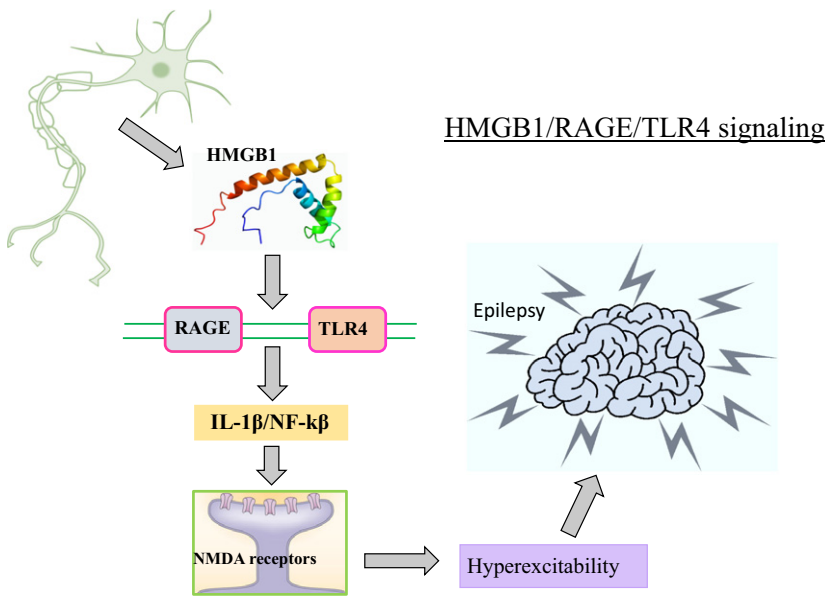 HMGB1/RAGE/TLR4 signaling
HMGB1
RAGE
TLR4
Epilepsy
IL-1β/NF-kβ
NMDA receptors
Hyperexcitability